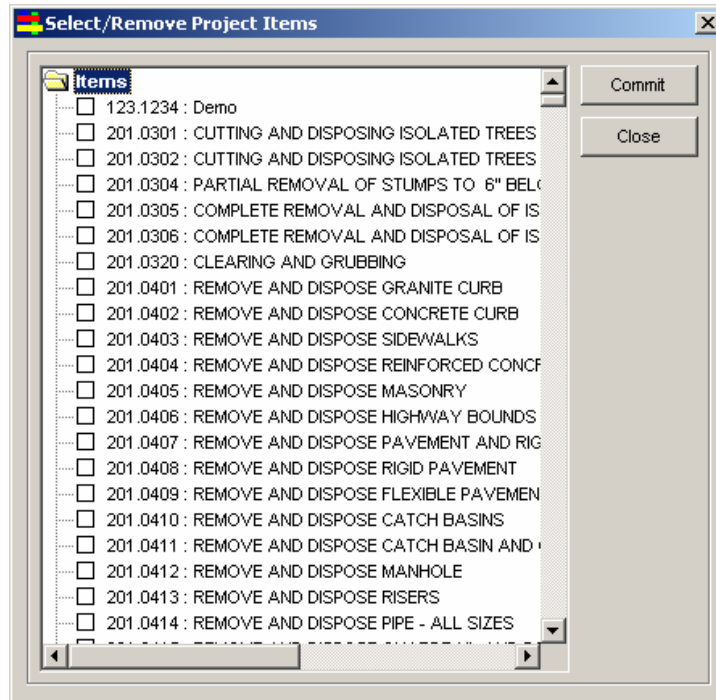 Select/Remove Project Items
Items
123.1234 : Demo
201.0301 : CUTTING AND DISPOSING ISOLATED TREES
201.0302 : CUTTING AND DISPOSING ISOLATED TREES
201.0304 : PARTIAL REMOVAL OF STUMPS TO 6"
201.0305 : COMPLETE REMOVAL AND DISPOSAL OF IS
201.0306 : COMPLETE REMOVAL AND DISPOSAL OF IS
201.0320 : CLEARING AND GRUBBING
201.0401 : REMOVE AND DISPOSE GRANITE CURB
201.0402 : REMOVE AND DISPOSE CONCRETE CURB
201.0403 : REMOVE AND DISPOSE SIDEWALKS
201.0404 : REMOVE AND DISPOSE REINFORCED
201.0405 : REMOVE AND DISPOSE MASONRY
201.0406 : REMOVE AND DISPOSE HIGHWAY BOUNDS
201.0407 : REMOVE AND DISPOSE PAVEMENT AND RIG
201.0408 : REMOVE AND DISPOSE RIGID PAVEMENT
201.0409 : REMOVE AND DISPOSE FLEXIBLE PAVEMEN
201.0410 : REMOVE AND DISPOSE CATCH BASINS
201.0411 : REMOVE AND DISPOSE CATCH BASIN AND
201.0412 : REMOVE AND DISPOSE MANHOLE
201.0413 : REMOVE AND DISPOSE RISERS
201.0414 : REMOVE AND DISPOSE PIPE - ALL SIZES
Commit
Close